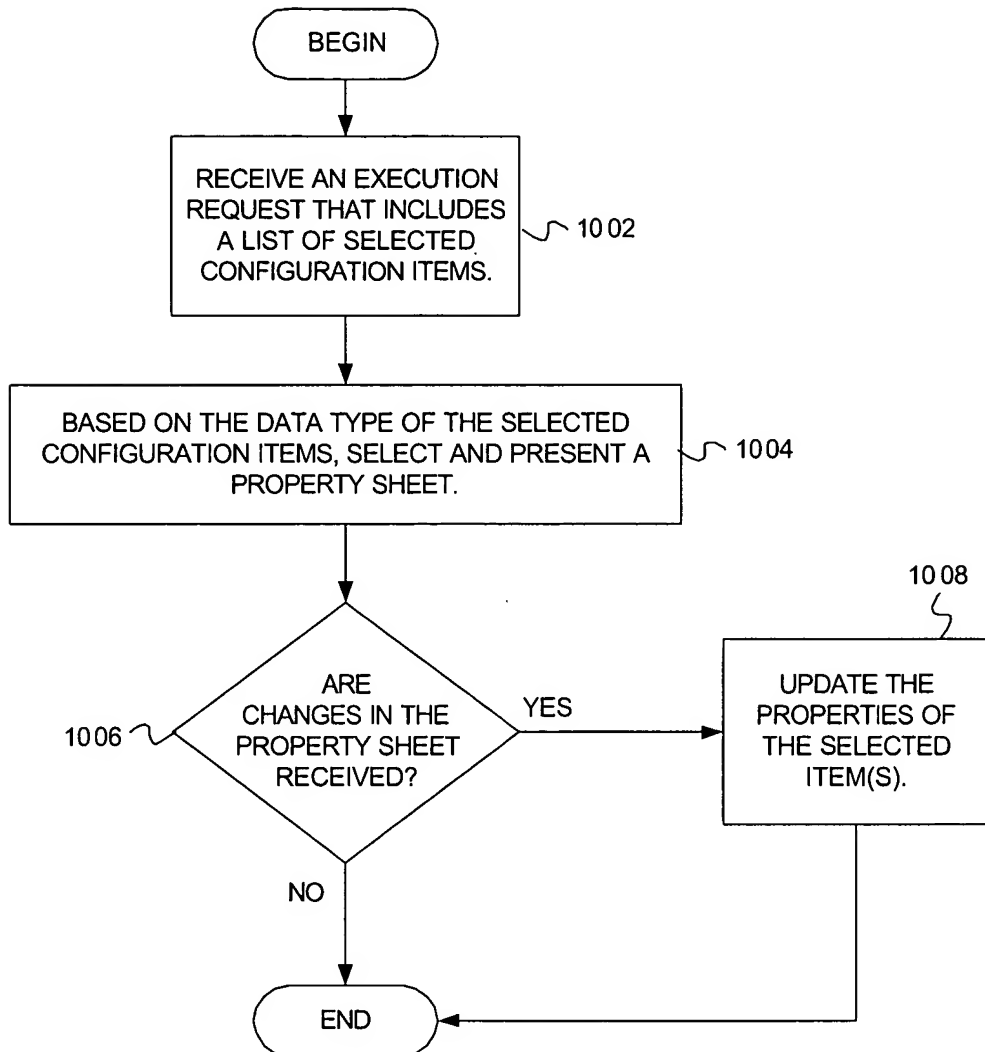 BEGIN
RECEIVE AN EXECUTION
REQUEST THAT INCLUDES
A LIST OF SELECTED
CONFIGURATION ITEMS.
1002
BASED ON THE DATA TYPE OF THE SELECTED
CONFIGURATION ITEMS, SELECT AND PRESENT A
PROPERTY SHEET.
1004
ARE
CHANGES IN THE
PROPERTY SHEET
RECEIVED?
1006
YES
1008
UPDATE THE
PROPERTIES OF
THE SELECTED
ITEM(S).
NO
END